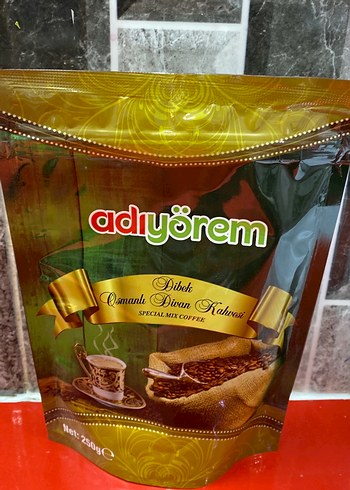 adıyörem
Dibek
Osmanlı Divan Kahvesi
SPECIAL MIX COFFEE
Net: 250g℮